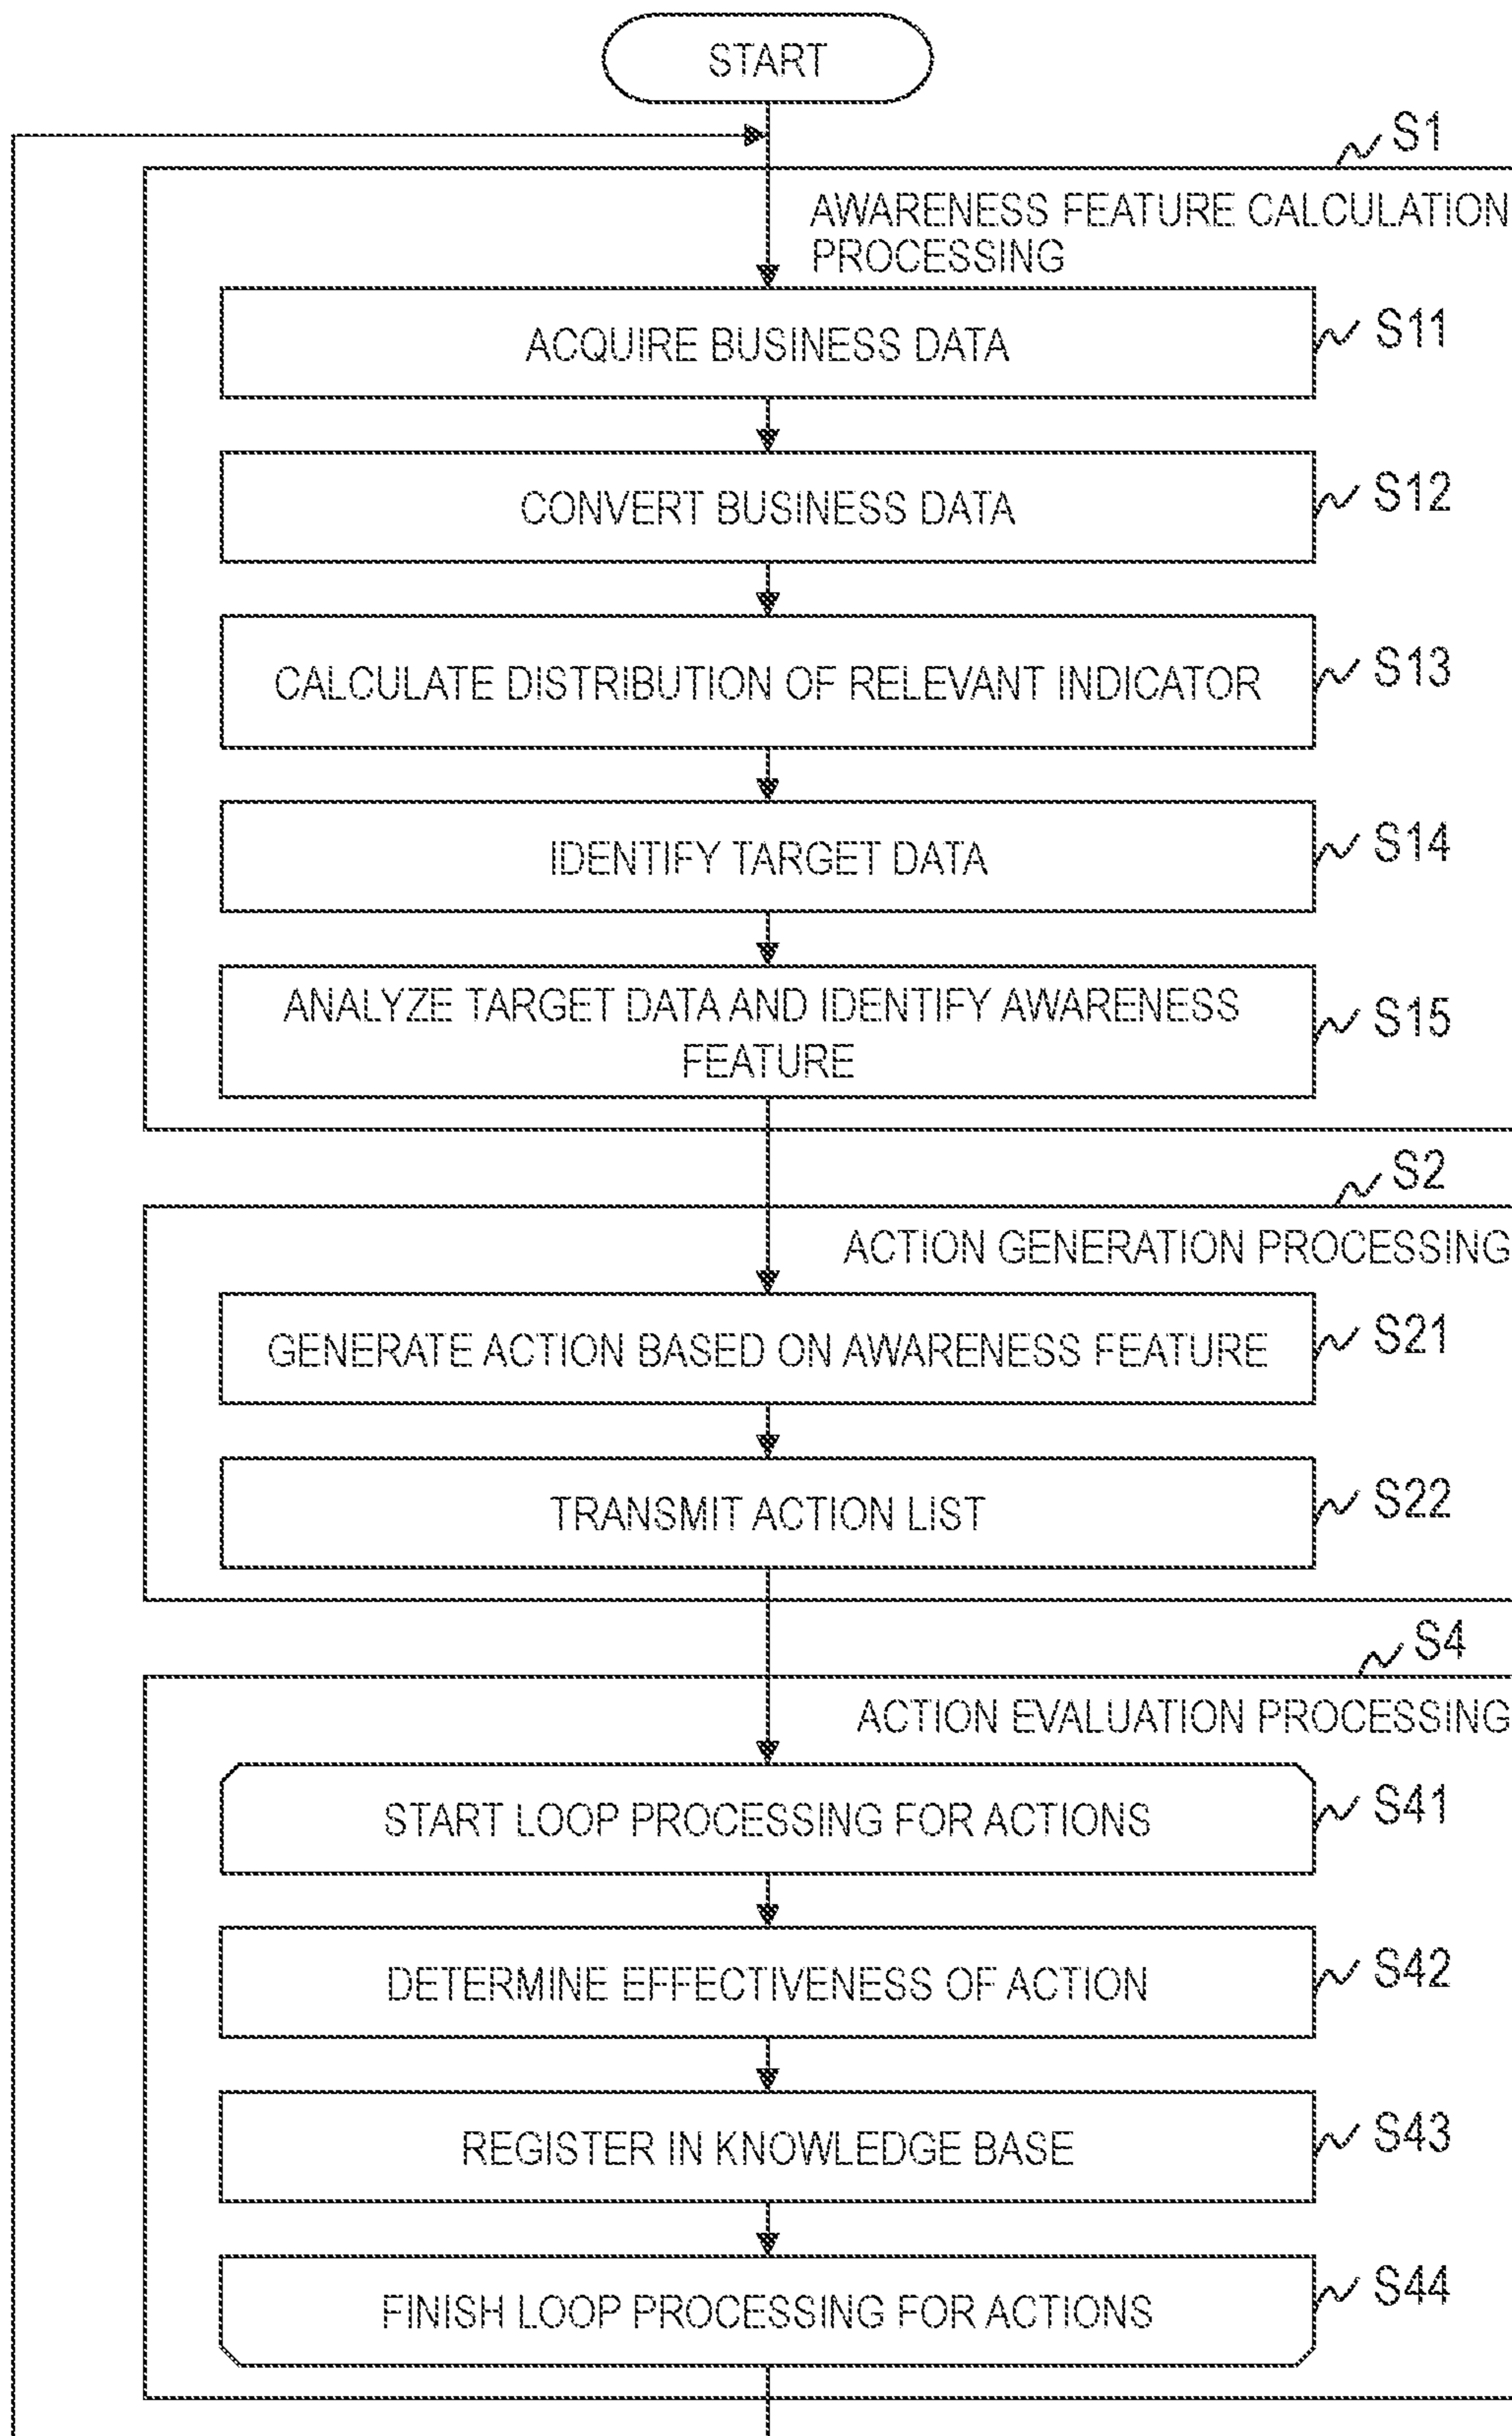 START
S1
AWARENESS FEATURE CALCULATION
PROCESSING
ACQUIRE BUSINESS DATA
S11
CONVERT BUSINESS DATA
S12
CALCULATE DISTRIBUTION OF RELEVANT INDICATOR
S13
IDENTIFY TARGET DATA
S14
ANALYZE TARGET DATA AND IDENTIFY AWARENESS
FEATURE
S15
S2
ACTION GENERATION PROCESSING
GENERATE ACTION BASED ON AWARENESS FEATURE
S21
TRANSMIT ACTION LIST
S22
S4
ACTION EVALUATION PROCESSING
START LOOP PROCESSING FOR ACTIONS
S41
DETERMINE EFFECTIVENESS OF ACTION
S42
REGISTER IN KNOWLEDGE BASE
S43
FINISH LOOP PROCESSING FOR ACTIONS
S44